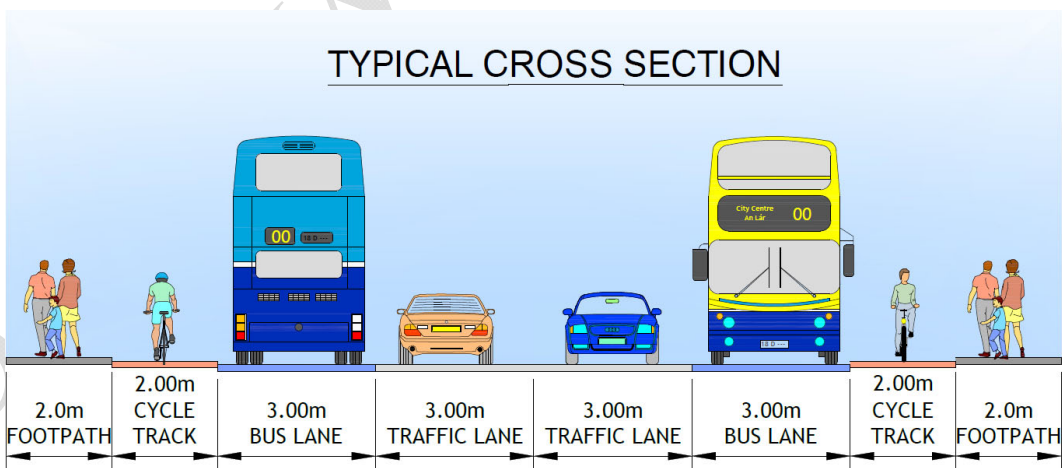 TYPICAL CROSS SECTION
City Centre
An Lár
00
00
18 D ---
18 D ---
2.0m
FOOTPATH
2.00m
CYCLE
TRACK
3.00m
BUS LANE
3.00m
TRAFFIC LANE
3.00m
TRAFFIC LANE
3.00m
BUS LANE
2.00m
CYCLE
TRACK
2.0m
FOOTPATH